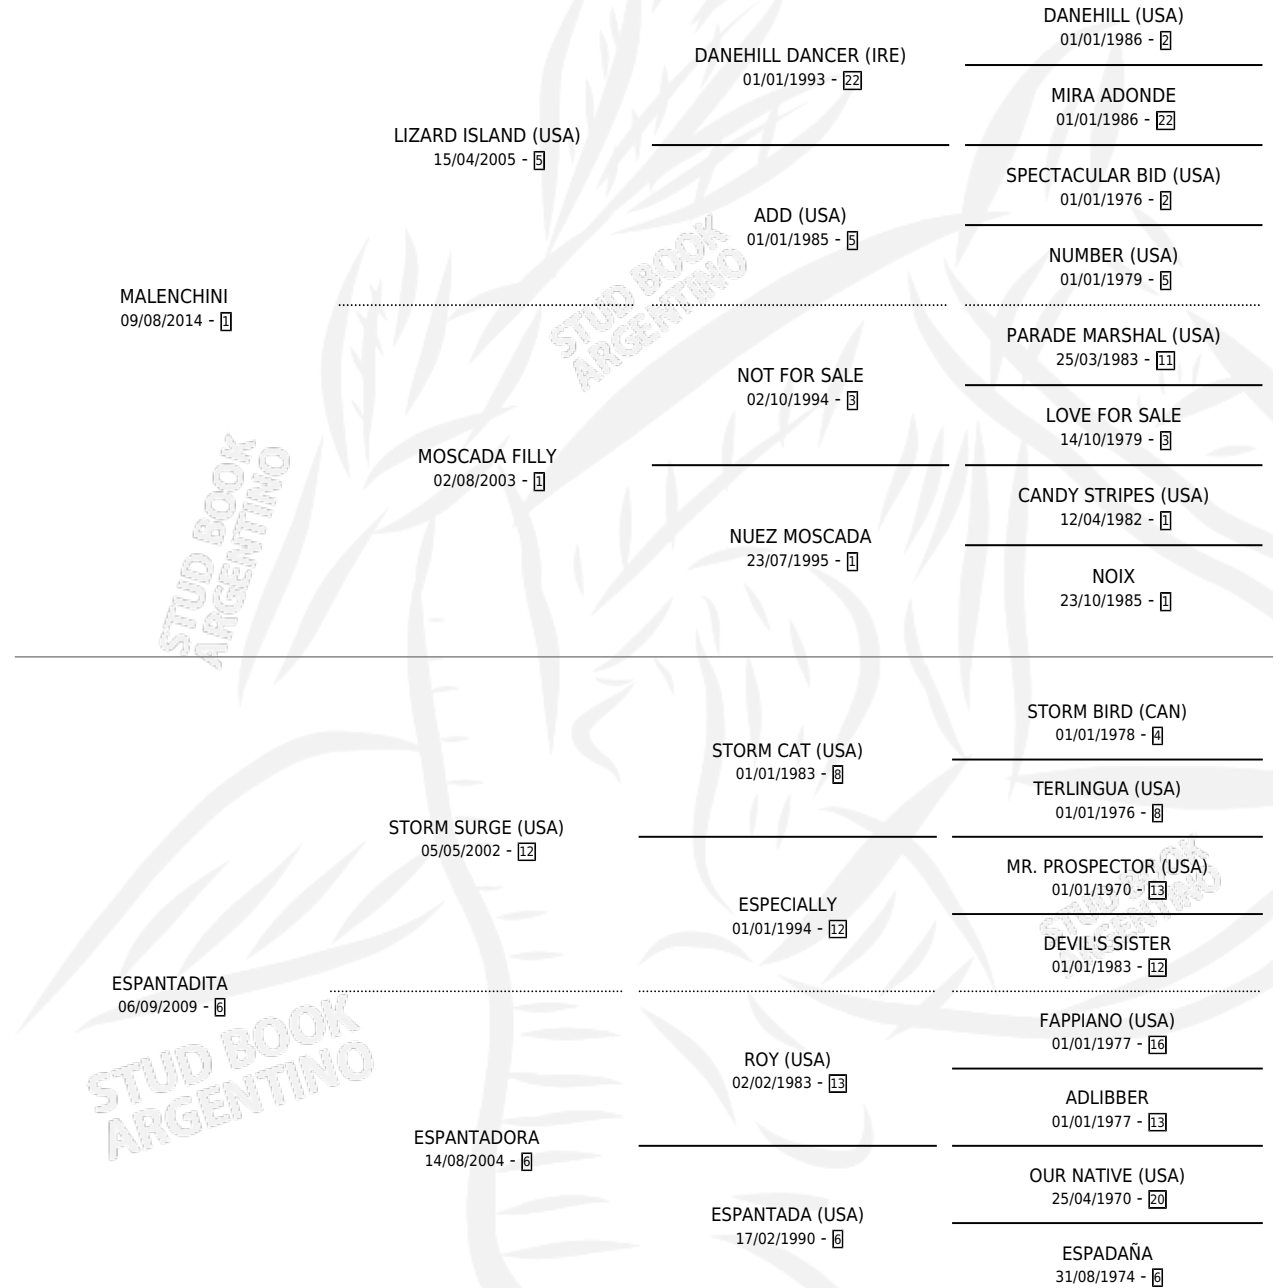 DANEHILL (USA)
01/01/1986 - 2
DANEHILL DANCER (IRE)
01/01/1993 - 22
MIRA ADONDE
01/01/1986 - 22
LIZARD ISLAND (USA)
15/04/2005 - 5
SPECTACULAR BID (USA)
01/01/1976 - 2
ADD (USA)
01/01/1985 - 5
NUMBER (USA)
01/01/1979 - 5
MALENCHINI
09/08/2014 - 1
PARADE MARSHAL (USA)
25/03/1983 - 11
NOT FOR SALE
02/10/1994 - 3
LOVE FOR SALE
14/10/1979 - 3
MOSCADA FILLY
02/08/2003 - 1
CANDY STRIPES (USA)
12/04/1982 - 1
NUEZ MOSCADA
23/07/1995 - 1
NOIX
23/10/1985 - 1
STORM BIRD (CAN)
01/01/1978 - 4
STORM CAT (USA)
01/01/1983 - 8
TERLINGUA (USA)
01/01/1976 - 8
STORM SURGE (USA)
05/05/2002 - 12
MR. PROSPECTOR (USA)
01/01/1970 - 13
ESPECIALLY
01/01/1994 - 12
DEVIL'S SISTER
01/01/1983 - 12
ESPANTADITA
06/09/2009 - 6
FAPPIANO (USA)
01/01/1977 - 16
ROY (USA)
02/02/1983 - 13
ADLIBBER
01/01/1977 - 13
ESPANTADORA
14/08/2004 - 6
OUR NATIVE (USA)
25/04/1970 - 20
ESPANTADA (USA)
17/02/1990 - 6
ESPADAÑA
31/08/1974 - 6
STUD BOOK
ARGENTINO
STUD BOOK
ARGENTINO
STUD BOOK
ARGENTINO
STUD BOOK
ARGENTINO